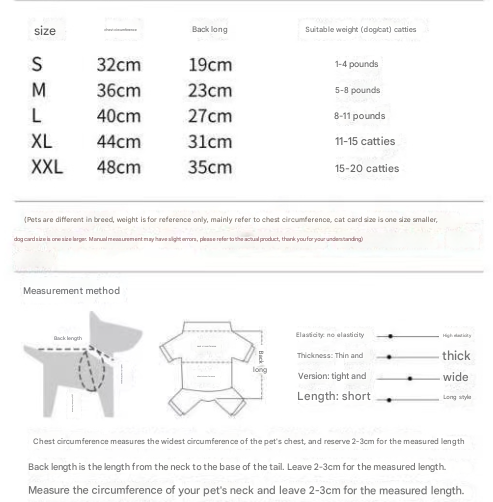 size chest circumference Back long Suitable weight (dog/cat) catties
S 32cm 19cm 1-4 pounds
M 36cm 23cm 5-8 pounds
L 40cm 27cm 8-11 pounds
XL 44cm 31cm 11-15 catties
XXL 48cm 35cm 15-20 catties
(Pets are different in breed, weight is for reference only, mainly refer to chest circumference, cat card size is one size smaller,
dog card size is one size larger. Manual measurement may have slight errors, please refer to the actual product, thank you for your understanding)
Measurement method
Back length
Back
long
Elasticity: no elasticity High elasticity
Thickness: Thin and thick
Version: tight and wide
Length: short Long style
Chest circumference measures the widest circumference of the pet's chest, and reserve 2-3cm for the measured length
Back length is the length from the neck to the base of the tail. Leave 2-3cm for the measured length.
Measure the circumference of your pet's neck and leave 2-3cm for the measured length.